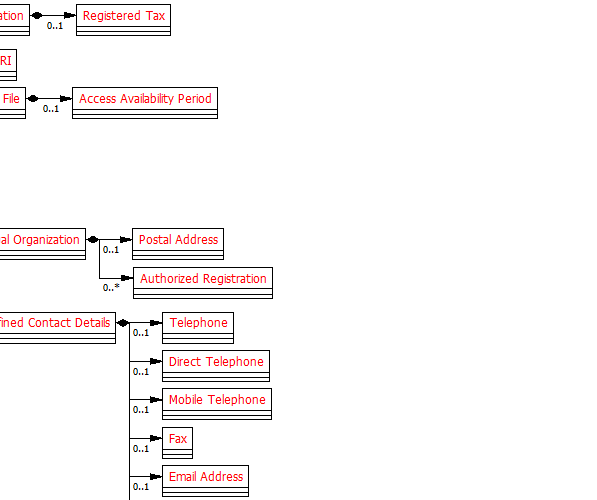 ation Registered Tax
0..1
RI
File Access Availability Period
0..1
al Organization Postal Address
0..1
Authorized Registration
0..*
fined Contact Details Telephone
0..1
Direct Telephone
0..1
Mobile Telephone
0..1
Fax
0..1
Email Address
0..1